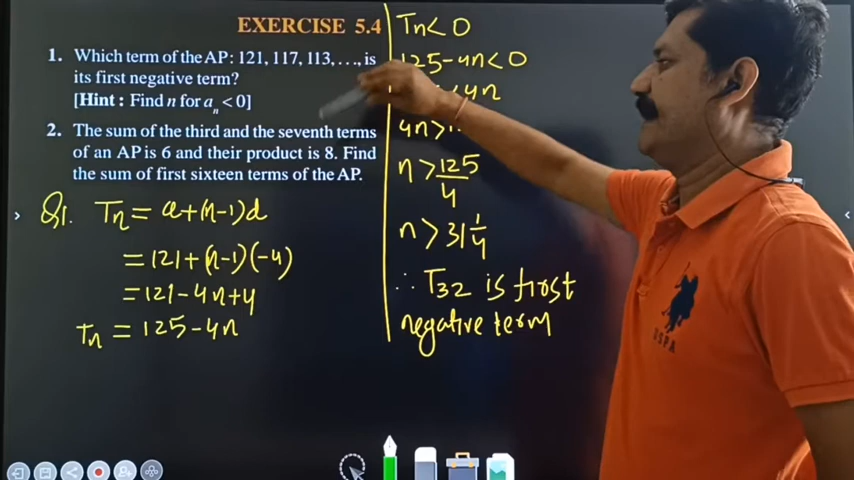 EXERCISE 5.4
1. Which term of the AP: 121, 117, 113, . . ., is
its first negative term?
[Hint : Find n for aₙ < 0]
2. The sum of the third and the seventh terms
of an AP is 6 and their product is 8. Find
the sum of first sixteen terms of the AP.
Q1. Tn = a+(n-1)d
= 121+(n-1)(-4)
= 121-4n+4
Tn = 125-4n
Tn < 0
125-4n < 0
< 4n
4n >
n > 125/4
n > 31 1/4
∴ T32 is first
negative term
USPA